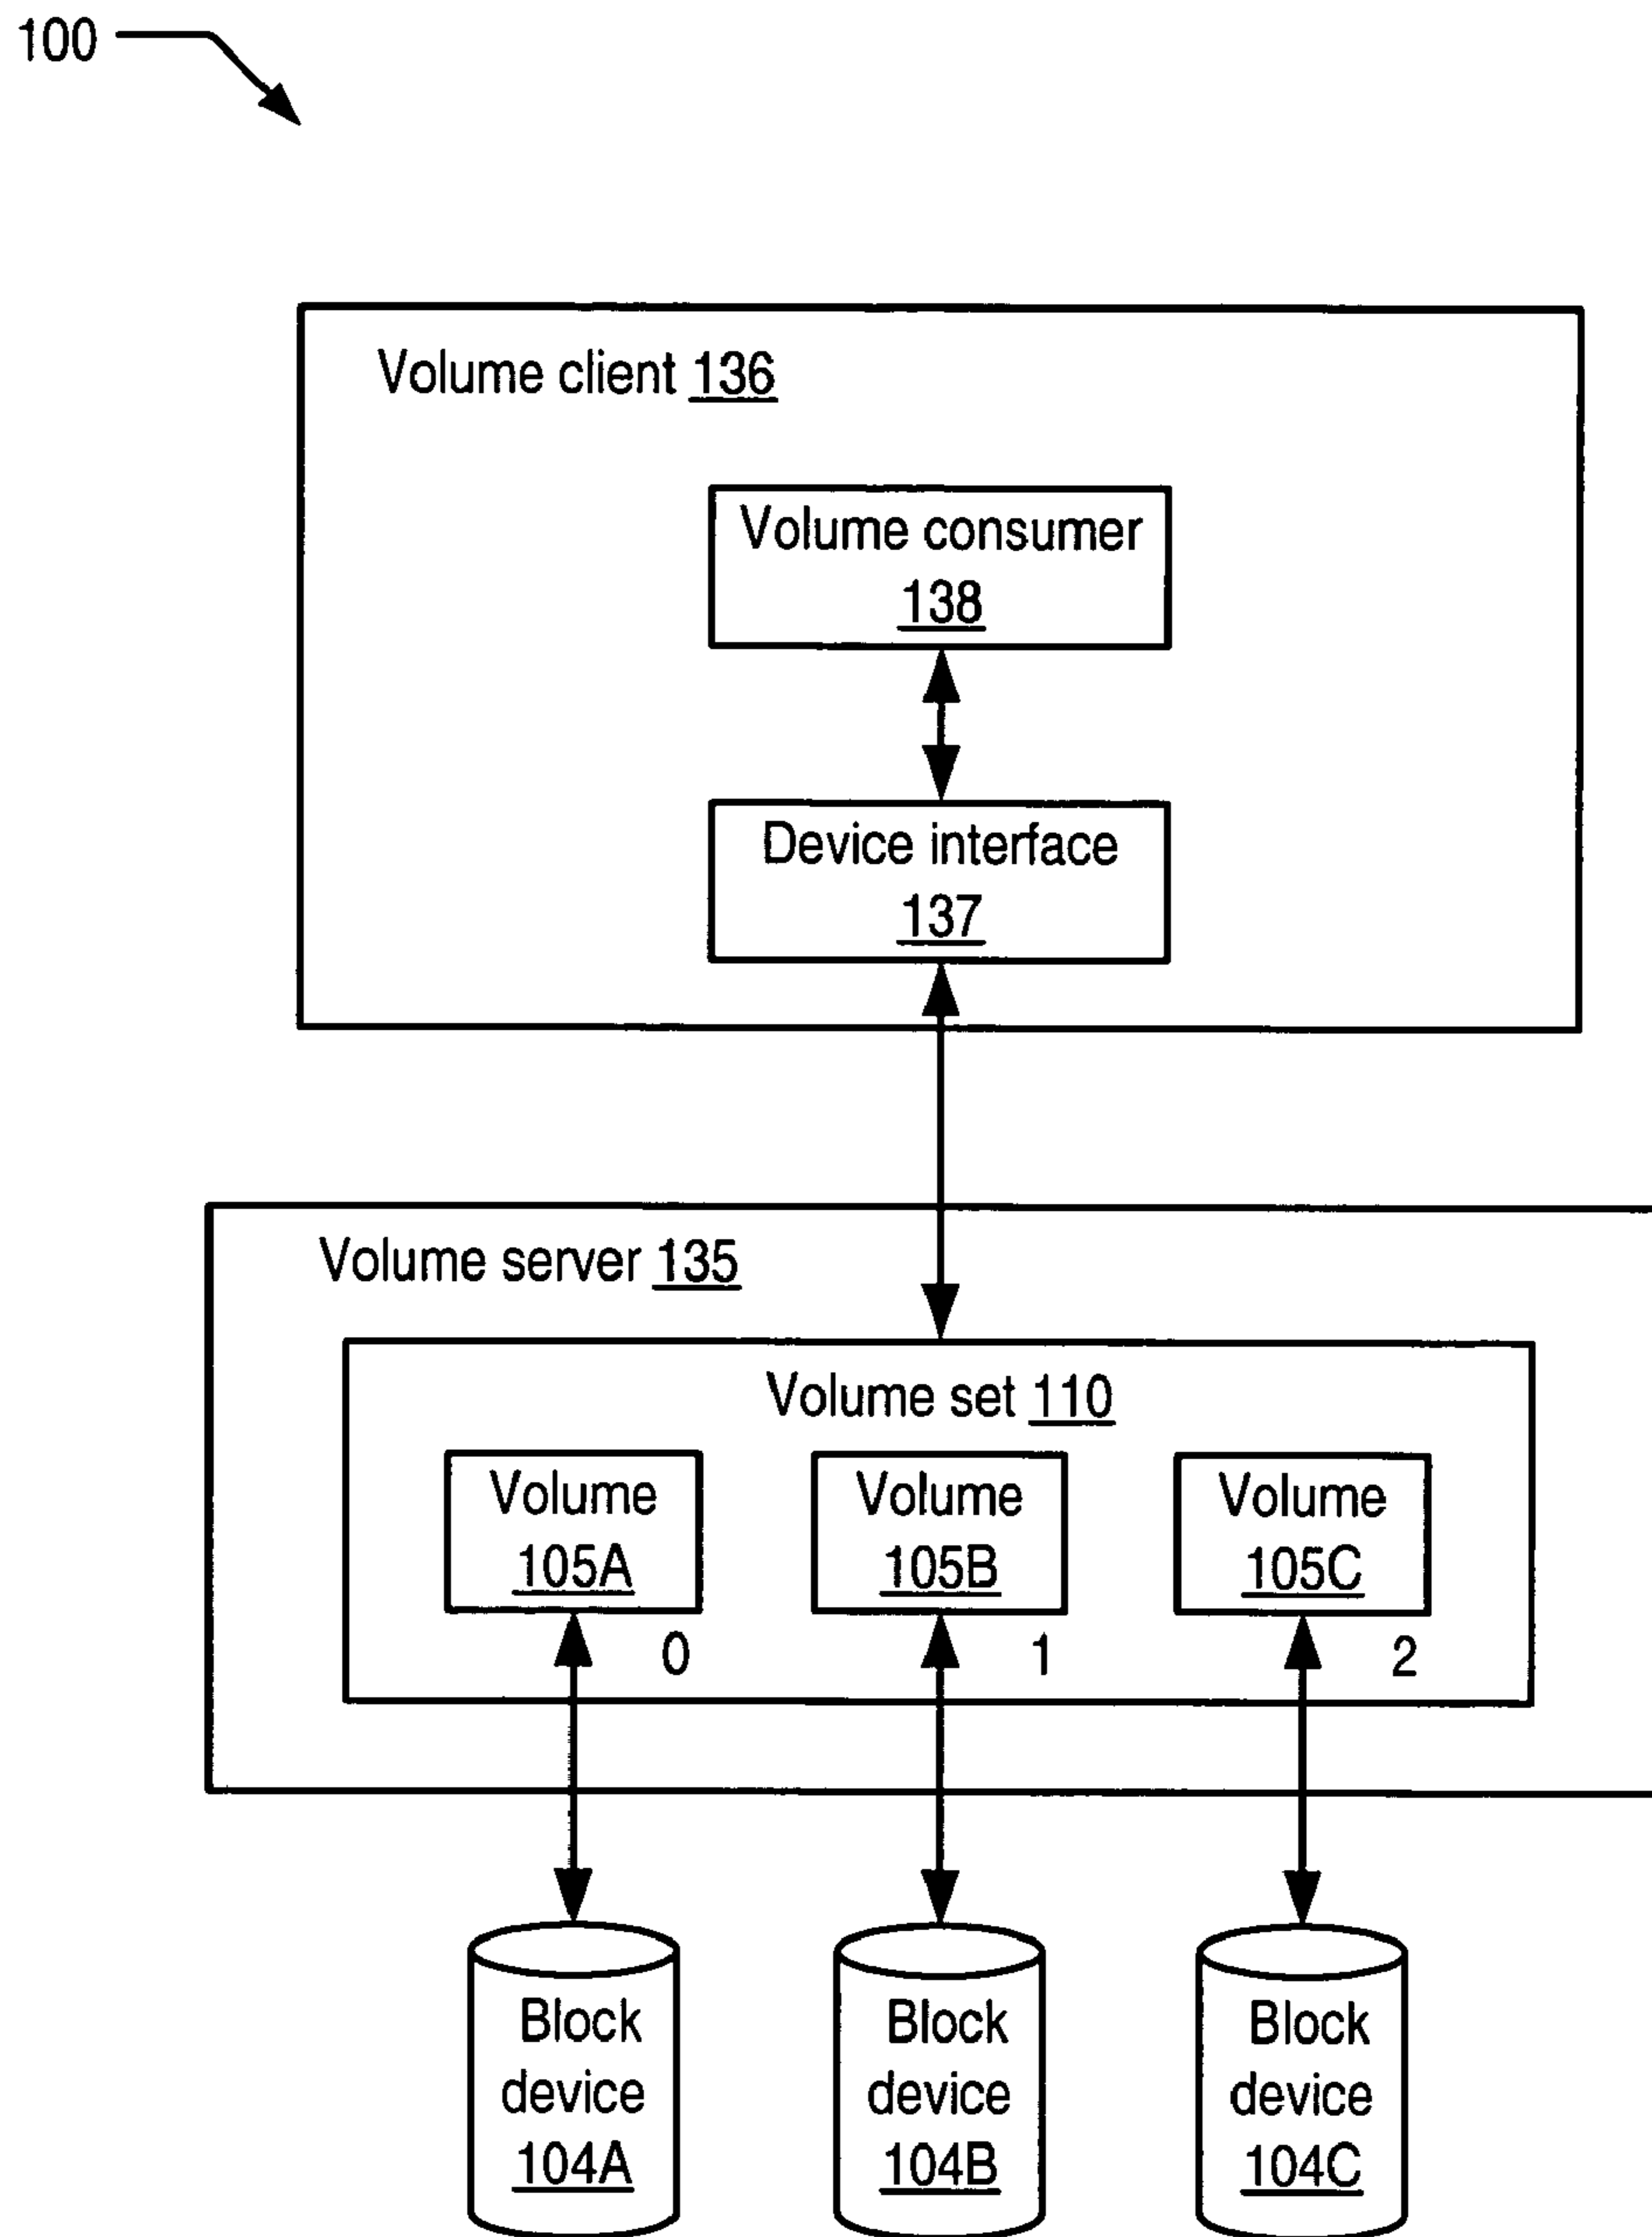 100
Volume client 136
Volume consumer
138
Device interface
137
Volume server 135
Volume set 110
Volume
105A
Volume
105B
Volume
105C
0
1
2
Block
device
104A
Block
device
104B
Block
device
104C